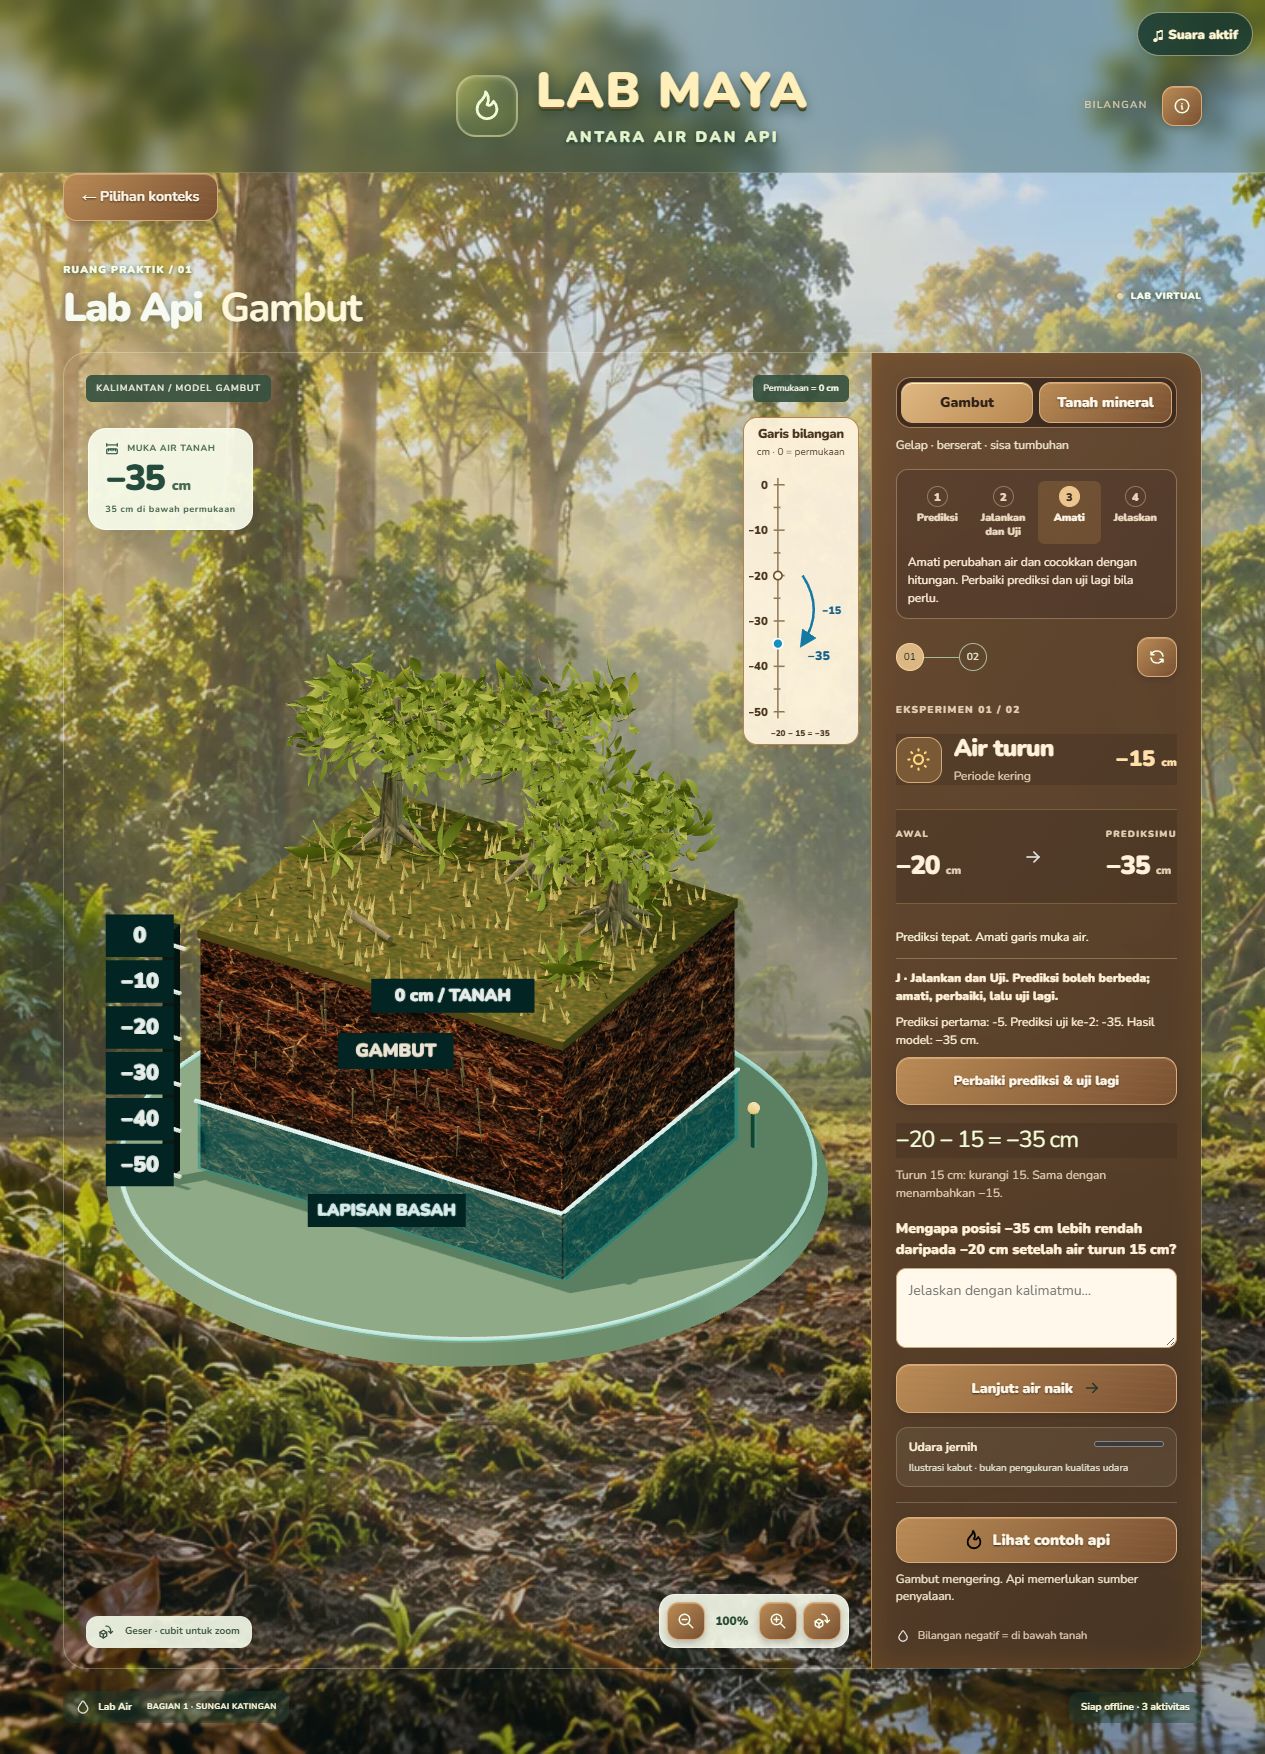 Suara aktif
LAB MAYA
ANTARA AIR DAN API
BILANGAN
← Pilihan konteks
RUANG PRAKTIK / 01
Lab Api Gambut
LAB VIRTUAL
KALIMANTAN / MODEL GAMBUT
MUKA AIR TANAH
−35 cm
35 cm di bawah permukaan
Permukaan = 0 cm
Garis bilangan
cm · 0 = permukaan
0
−10
−20
−30
−40
−50
−15
−35
−20 − 15 = −35
0
−10
−20
−30
−40
−50
0 cm / TANAH
GAMBUT
LAPISAN BASAH
Geser · cubit untuk zoom
100%
Gambut
Tanah mineral
Gelap · berserat · sisa tumbuhan
1
Prediksi
2
Jalankan
dan Uji
3
Amati
4
Jelaskan
Amati perubahan air dan cocokkan dengan
hitungan. Perbaiki prediksi dan uji lagi bila
perlu.
01
02
EKSPERIMEN 01 / 02
Air turun
Periode kering
−15 cm
AWAL
−20 cm
→
PREDIKSIMU
−35 cm
Prediksi tepat. Amati garis muka air.
J · Jalankan dan Uji. Prediksi boleh berbeda;
amati, perbaiki, lalu uji lagi.
Prediksi pertama: -5. Prediksi uji ke-2: -35. Hasil
model: −35 cm.
Perbaiki prediksi & uji lagi
−20 − 15 = −35 cm
Turun 15 cm: kurangi 15. Sama dengan
menambahkan −15.
Mengapa posisi −35 cm lebih rendah
daripada −20 cm setelah air turun 15 cm?
Jelaskan dengan kalimatmu...
Lanjut: air naik →
Udara jernih
Ilustrasi kabut · bukan pengukuran kualitas udara
Lihat contoh api
Gambut mengering. Api memerlukan sumber
penyalaan.
Bilangan negatif = di bawah tanah
Lab Air BAGIAN 1 · SUNGAI KATINGAN
Siap offline · 3 aktivitas